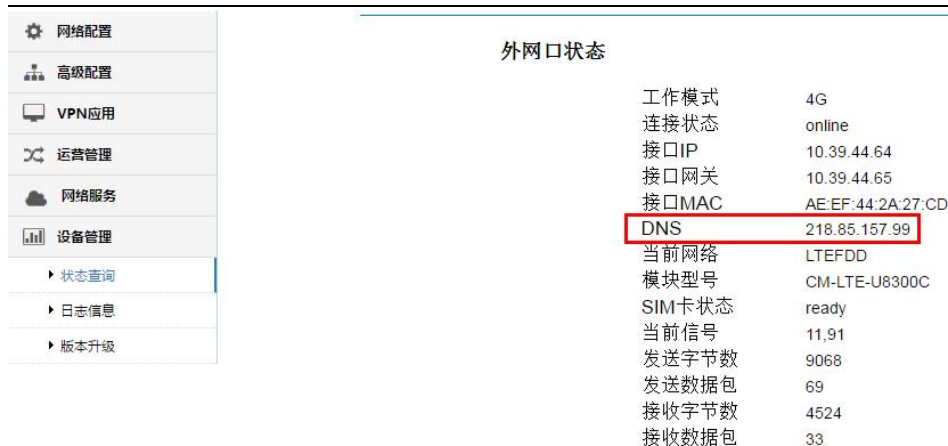 网络配置
高级配置
VPN应用
运营管理
网络服务
设备管理
状态查询
日志信息
版本升级
外网口状态
工作模式 4G
连接状态 online
接口IP 10.39.44.64
接口网关 10.39.44.65
接口MAC AE:EF:44:2A:27:CD
DNS 218.85.157.99
当前网络 LTEFDD
模块型号 CM-LTE-U8300C
SIM卡状态 ready
当前信号 11,91
发送字节数 9068
发送数据包 69
接收字节数 4524
接收数据包 33